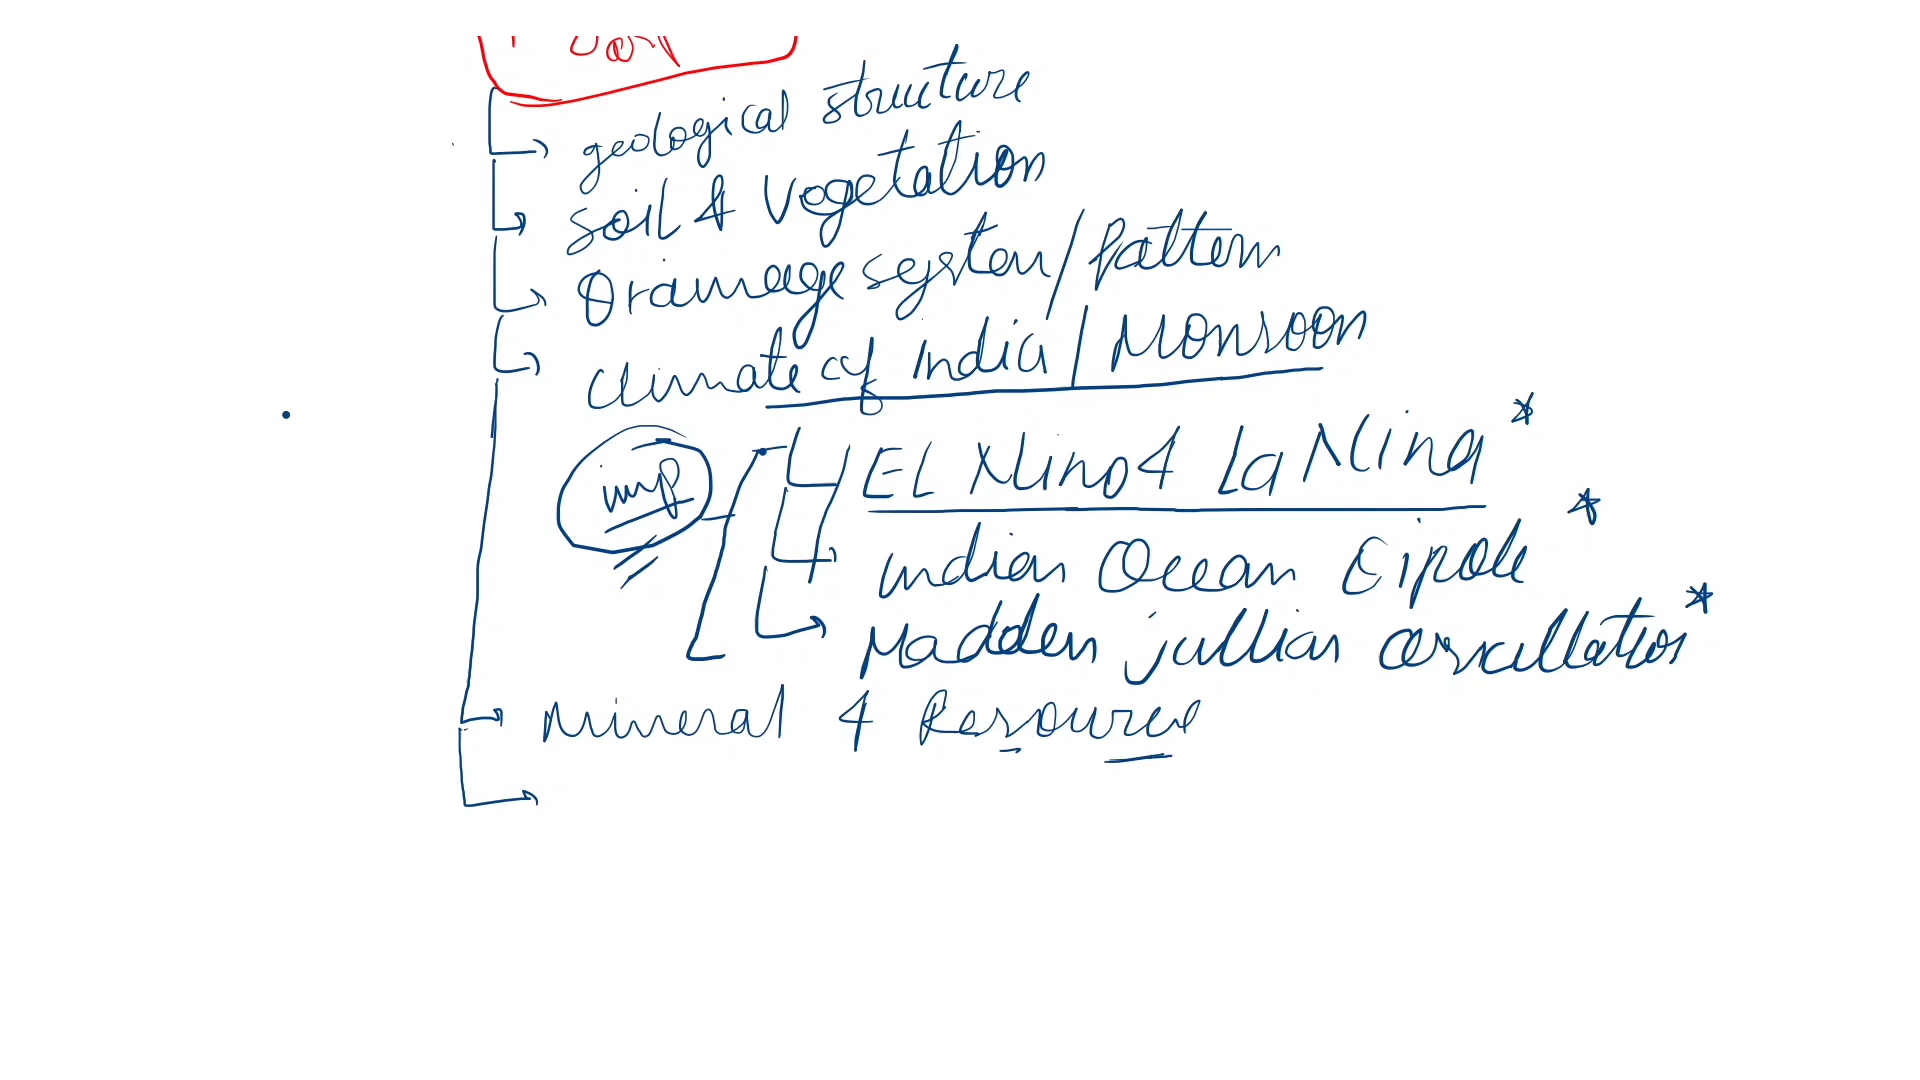 geological structure
soil & vegetation
Drainage system/pattern
Climate of India/Monsoon
imp
EL Nino & La Nina *
Indian Ocean Dipole *
Madden jullian oscillation *
Mineral & Resource